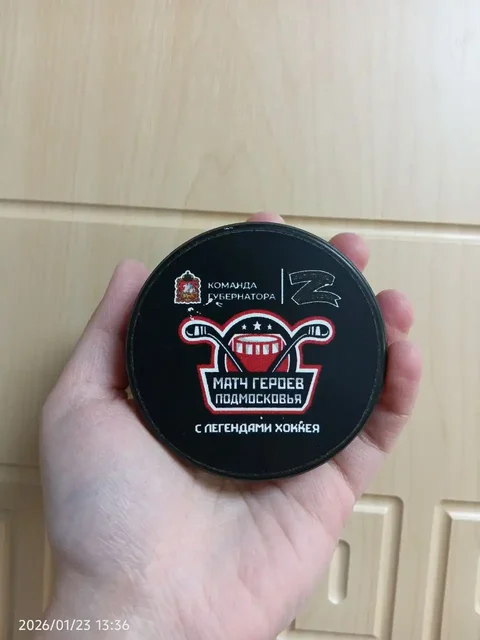 КОМАНДА
ГУБЕРНАТОРА
Z
МАТЧ ГЕРОЕВ
ПОДМОСКОВЬЯ
С ЛЕГЕНДАМИ ХОККЕЯ
2026/01/23 13:36